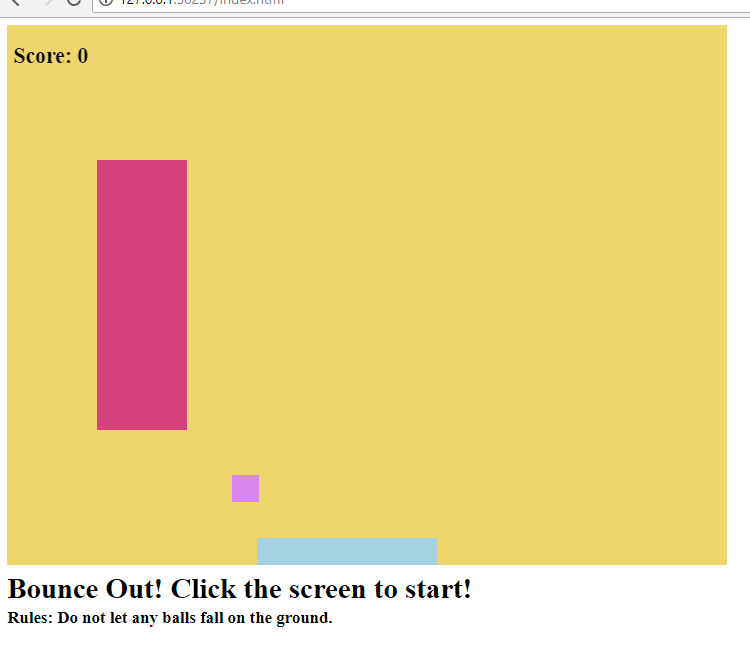 Score: 0
Bounce Out! Click the screen to start!
Rules: Do not let any balls fall on the ground.